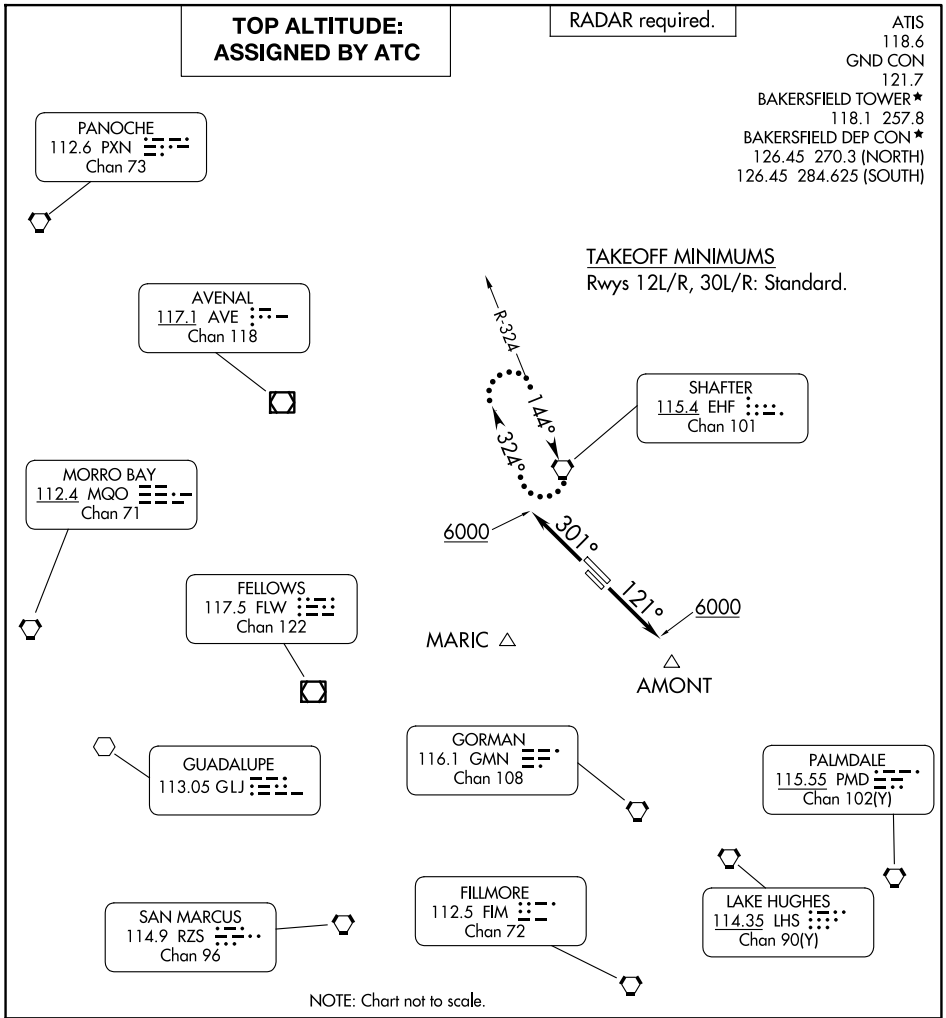 TOP ALTITUDE:
ASSIGNED BY ATC
RADAR required.
ATIS
118.6
GND CON
121.7
BAKERSFIELD TOWER★
118.1 257.8
BAKERSFIELD DEP CON★
126.45 270.3 (NORTH)
126.45 284.625 (SOUTH)
PANOCHE
112.6 PXN
Chan 73
TAKEOFF MINIMUMS
Rwys 12L/R, 30L/R: Standard.
AVENAL
117.1 AVE
Chan 118
R-324
144°
324°
SHAFTER
115.4 EHF
Chan 101
MORRO BAY
112.4 MQO
Chan 71
6000
301°
121°
6000
FELLOWS
117.5 FLW
Chan 122
MARIC
AMONT
GUADALUPE
113.05 GLJ
GORMAN
116.1 GMN
Chan 108
PALMDALE
115.55 PMD
Chan 102(Y)
SAN MARCUS
114.9 RZS
Chan 96
FILLMORE
112.5 FIM
Chan 72
LAKE HUGHES
114.35 LHS
Chan 90(Y)
NOTE: Chart not to scale.